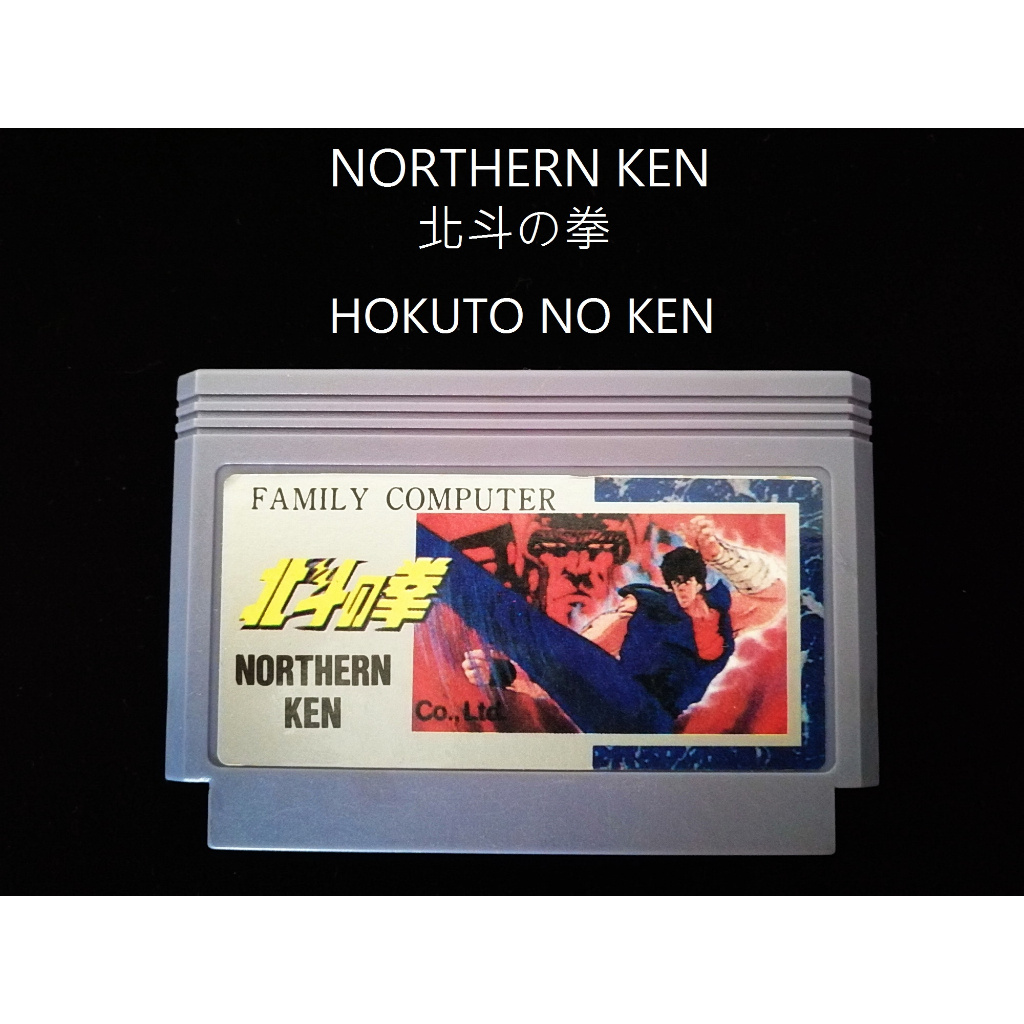 NORTHERN KEN
北斗の拳
HOKUTO NO KEN
FAMILY COMPUTER
北斗の拳
NORTHERN
KEN
Co., Ltd.